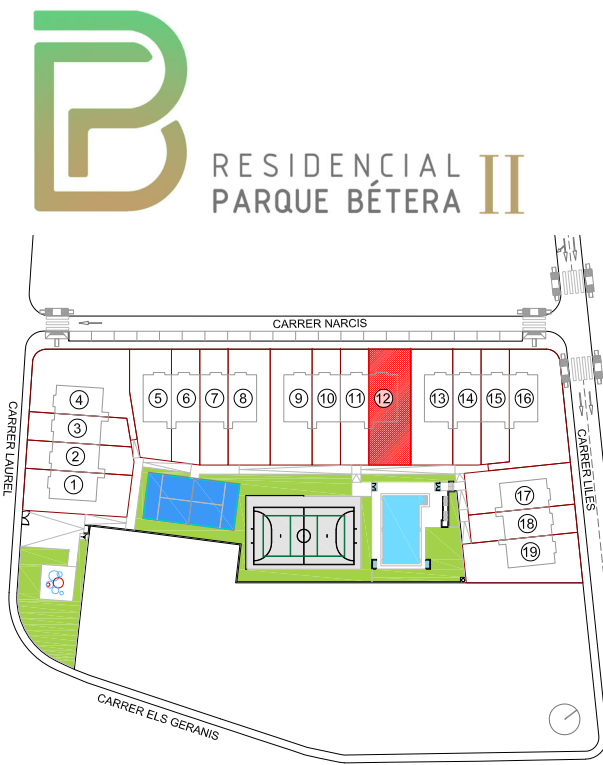 RESIDENCIAL
PARQUE BÉTERA II
CARRER NARCIS
CARRER LAUREL
CARRER LILES
4
3
2
1
5 6 7 8
9 10 11 12
13 14 15 16
17
18
19
CARRER ELS GERANIS